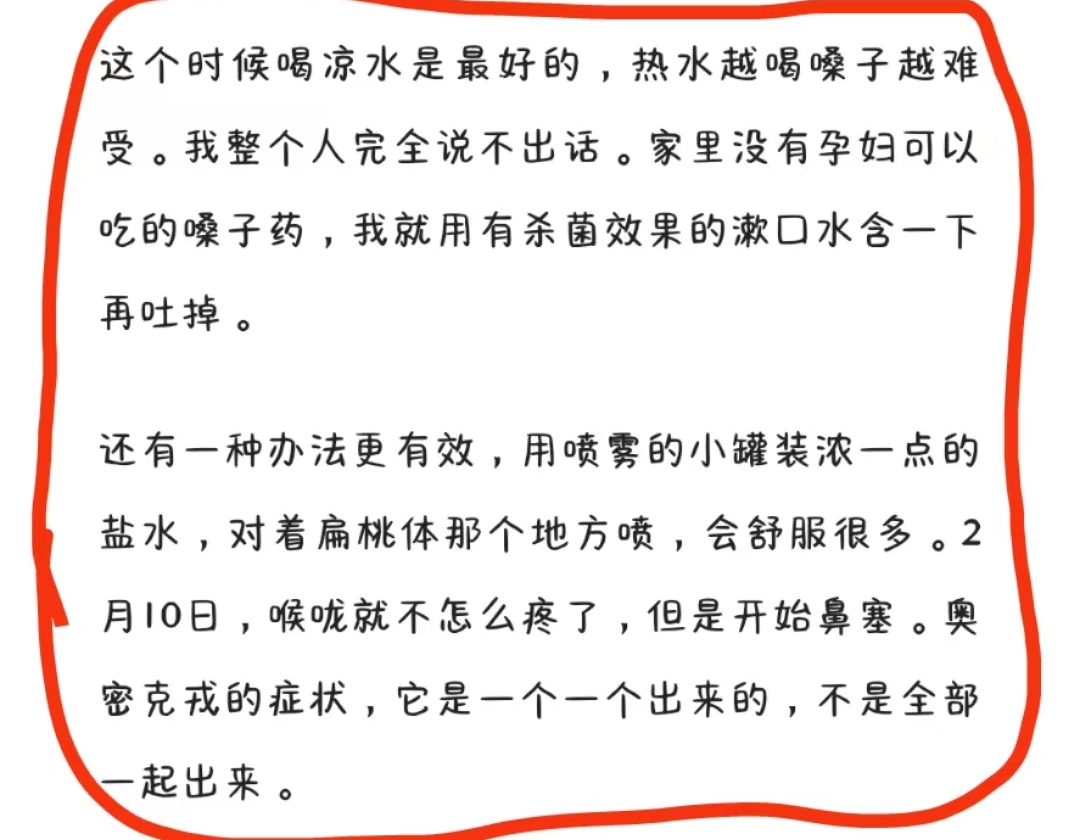 这个时候喝凉水是最好的，热水越喝嗓子越难
受。我整个人完全说不出话。家里没有孕妇可以
吃的嗓子药，我就用有杀菌效果的漱口水含一下
再吐掉。
还有一种办法更有效，用喷雾的小罐装浓一点的
盐水，对着扁桃体那个地方喷，会舒服很多。2
月10日，喉咙就不怎么疼了，但是开始鼻塞。奥
密克戎的症状，它是一个一个出来的，不是全部
一起出来。